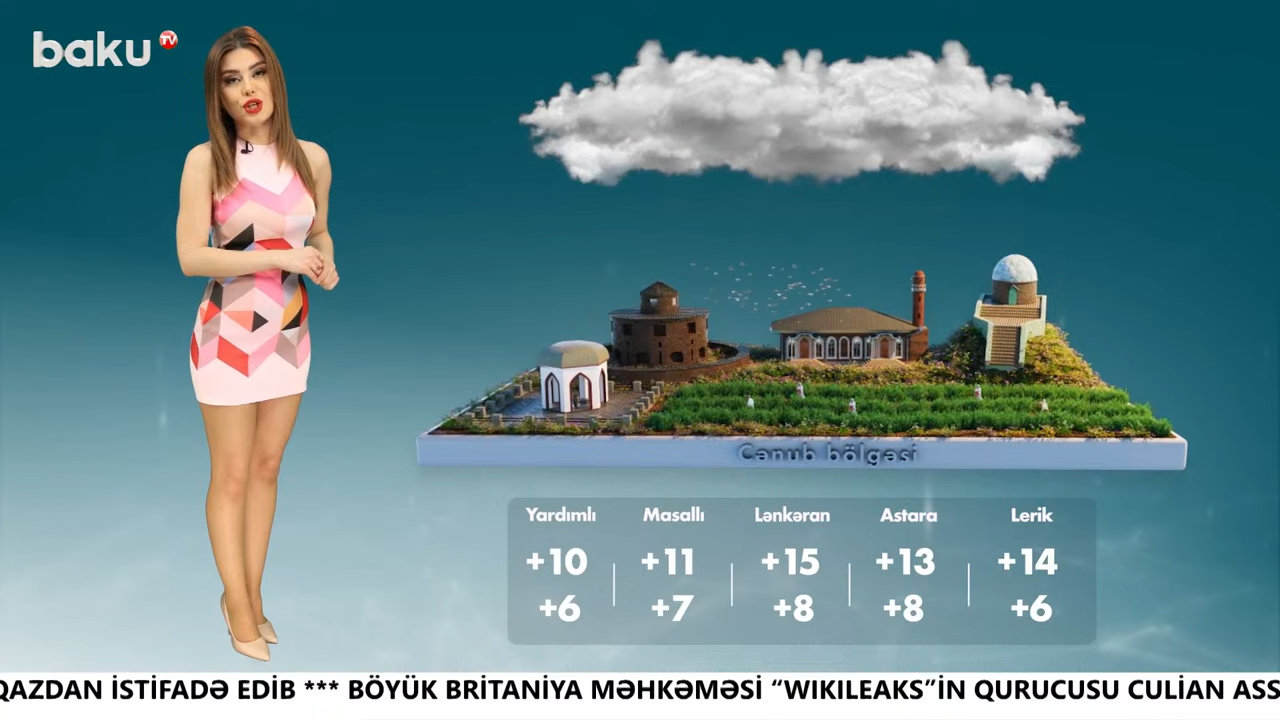 baku TV
Cənub bölgəsi
Yardımlı Masallı Lənkəran Astara Lerik
+10 +11 +15 +13 +14
+6 +7 +8 +8 +6
QAZDAN İSTİFADƏ EDİB *** BÖYÜK BRİTANİYA MƏHKƏMƏSİ “WIKILEAKS”İN QURUCUSU CULİAN ASS